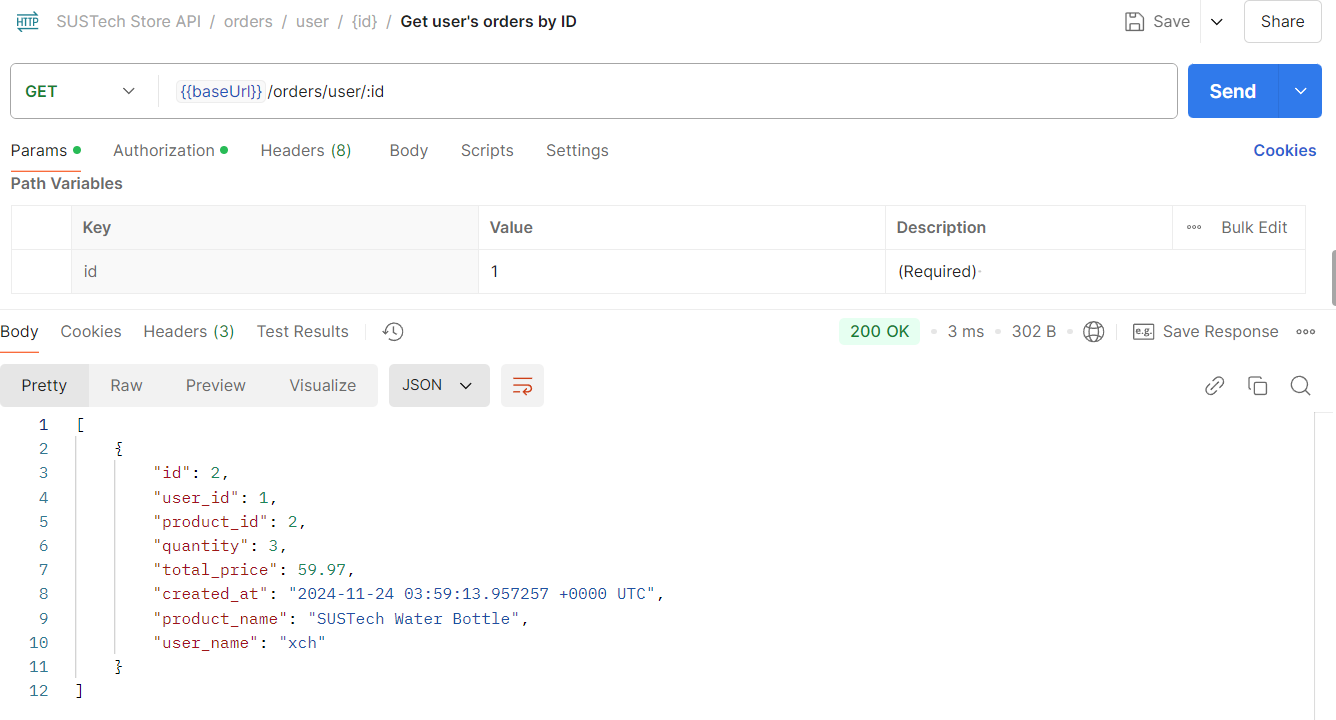 HTTP SUSTech Store API / orders / user / {id} / Get user's orders by ID Save Share
GET {{baseUrl}} /orders/user/:id Send
Params Authorization Headers (8) Body Scripts Settings Cookies
Path Variables
Key Value Description Bulk Edit
id 1 (Required)
Body Cookies Headers (3) Test Results 200 OK 3 ms 302 B e.g. Save Response
Pretty Raw Preview Visualize JSON
1 [
2 {
3 "id": 2,
4 "user_id": 1,
5 "product_id": 2,
6 "quantity": 3,
7 "total_price": 59.97,
8 "created_at": "2024-11-24 03:59:13.957257 +0000 UTC",
9 "product_name": "SUSTech Water Bottle",
10 "user_name": "xch"
11 }
12 ]